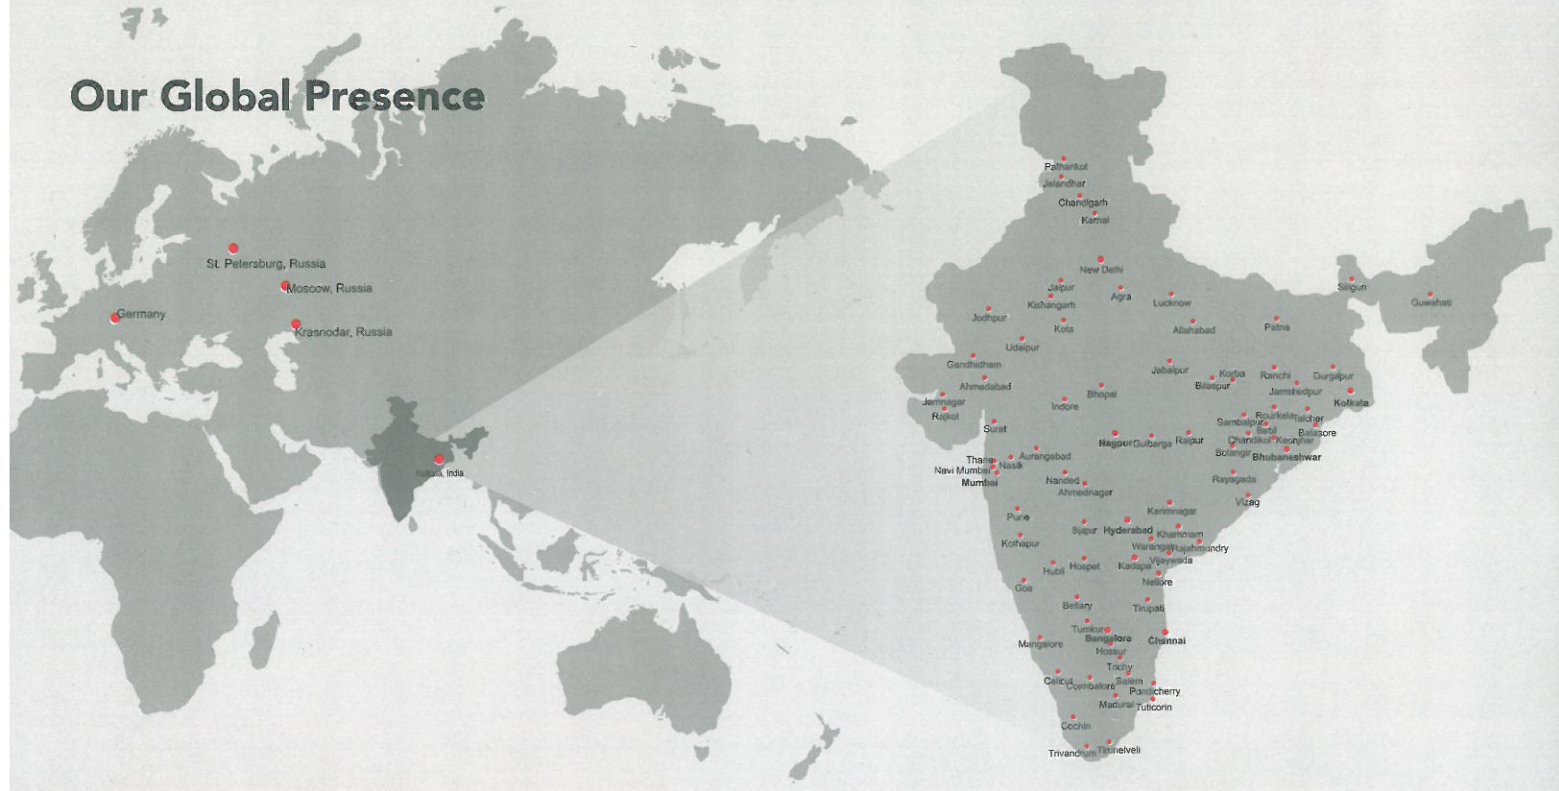 Our Global Presence
St. Petersburg, Russia
Moscow, Russia
Germany
Krasnodar, Russia
Kolkata, India
Pathankot
Jalandhar
Chandigarh
Karnal
New Delhi
Jaipur
Agra
Lucknow
Siliguri
Kishangarh
Guwahati
Jodhpur
Kota
Allahabad
Patna
Udaipur
Gandhidham
Jabalpur
Korba
Ranchi
Durgapur
Ahmedabad
Bilaspur
Jamshedpur
Bhopal
Jamnagar
Indore
Kolkata
Rajkot
Rourkela
Talcher
Sambalpur
Surat
Barbil
Balasore
Nagpur
Gulbarga
Raipur
Chandikol
Keonjhar
Bolangir
Aurangabad
Bhubaneshwar
Thane
Nasik
Navi Mumbai
Mumbai
Nanded
Rayagada
Ahmednagar
Vizag
Karimnagar
Pune
Bijapur
Hyderabad
Khammam
Kolhapur
Warangal
Rajahmundry
Vijaywada
Hubli
Hospet
Kadapa
Nellore
Goa
Bellary
Tirupati
Tumkur
Bangalore
Chennai
Mangalore
Hossur
Trichy
Calicut
Coimbatore
Salem
Pondicherry
Madurai
Tuticorin
Cochin
Trivandrum
Tirunelveli